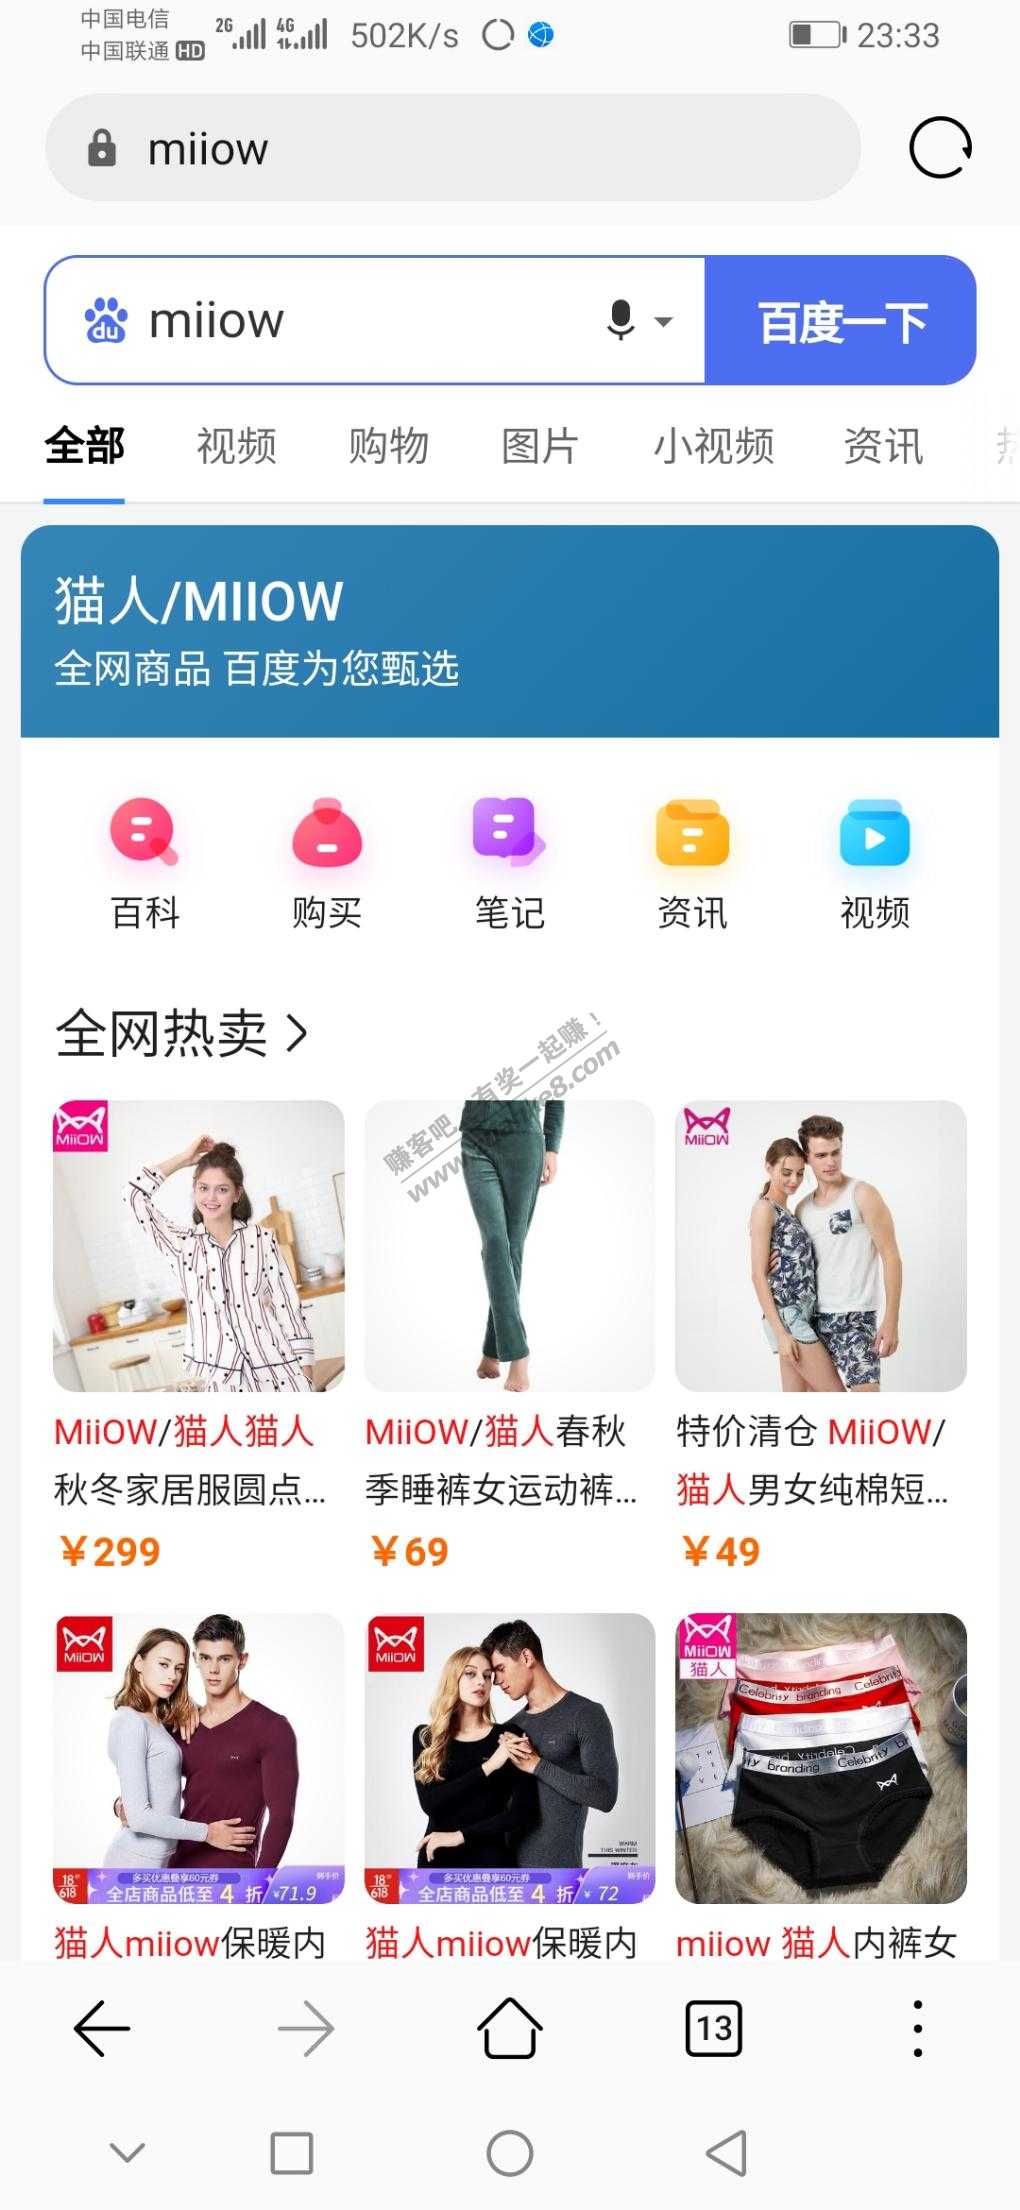 中国电信
中国联通 HD
2G 4G 502K/s 23:33
miiow
du miiow 百度一下
全部 视频 购物 图片 小视频 资讯 热
猫人/MIIOW
全网商品 百度为您甄选
百科 购买 笔记 资讯 视频
全网热卖
赚客吧,有奖一起赚!
MiiOW
MiiOW
MiiOW/猫人猫人
秋冬家居服圆点...
￥299
MiiOW/猫人春秋
季睡裤女运动裤...
￥69
特价清仓 MiiOW/
猫人男女纯棉短...
￥49
MiiOW
18 618
多买优惠叠享60元券
全店商品低至 4 折
到手价
¥71.9
MiiOW
WARM
THIS WINTER
18 618
多买优惠叠享60元券
全店商品低至 4 折
到手价
¥ 72
MiiOW
猫人
Celebrity branding Celebrity
branding Celebrity
猫人miiow保暖内
猫人miiow保暖内
miiow 猫人内裤女
13